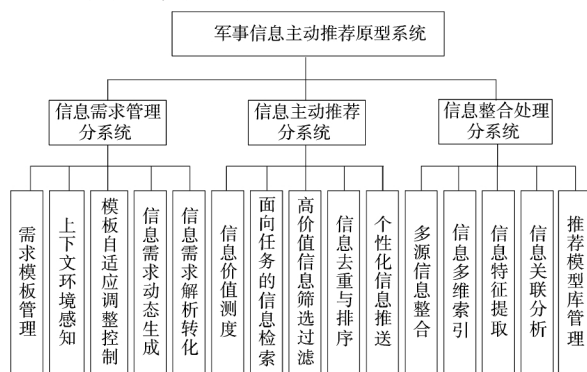 军事信息主动推荐原型系统
信息需求管理
分系统
信息主动推荐
分系统
信息整合处理
分系统
需求模板管理
上下文环境感知
模板自适应调整控制
信息需求动态生成
信息需求解析转化
信息价值测度
面向任务的信息检索
高价值信息筛选过滤
信息去重与排序
个性化信息推送
多源信息整合
信息多维索引
信息特征提取
信息关联分析
推荐模型库管理